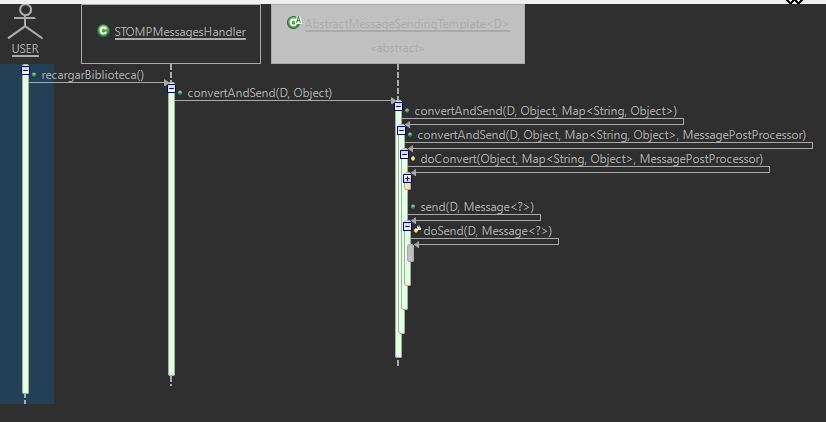 AbstractMessageSendingTemplate<D>
STOMPMessagesHandler
«abstract»
USER
recargarBiblioteca()
convertAndSend(D, Object)
convertAndSend(D, Object, Map<String, Object>)
convertAndSend(D, Object, Map<String, Object>, MessagePostProcessor)
doConvert(Object, Map<String, Object>, MessagePostProcessor)
send(D, Message<?>)
doSend(D, Message<?>)